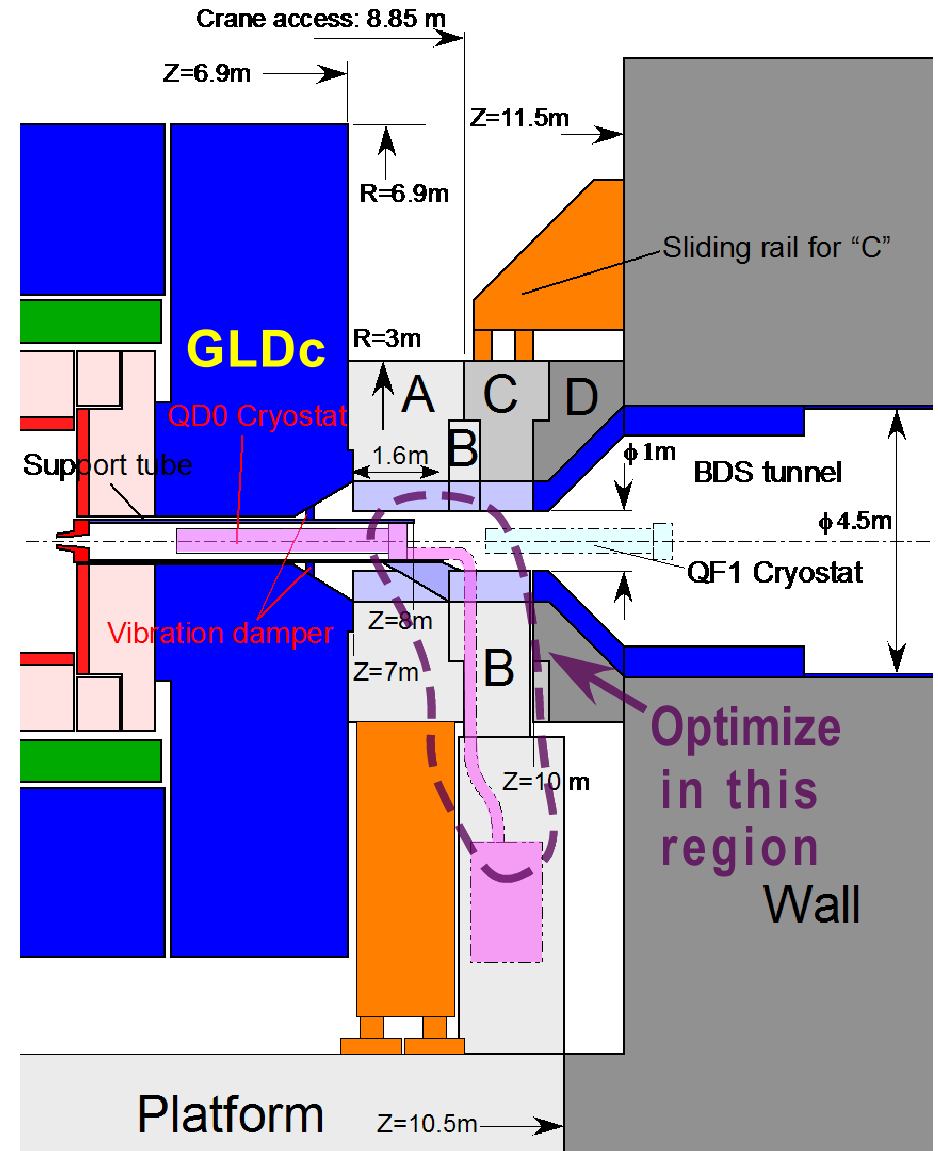 Crane access: 8.85 m
Z=6.9m
Z=11.5m
R=6.9m
Sliding rail for “C”
GLDc
R=3m
A
C
D
QD0 Cryostat
B
1.6m
ϕ1m
Support tube
BDS tunnel
ϕ4.5m
QF1 Cryostat
Z=8m
Vibration damper
Z=7m
B
Optimize
in this
region
Z=10 m
Wall
Platform
Z=10.5m